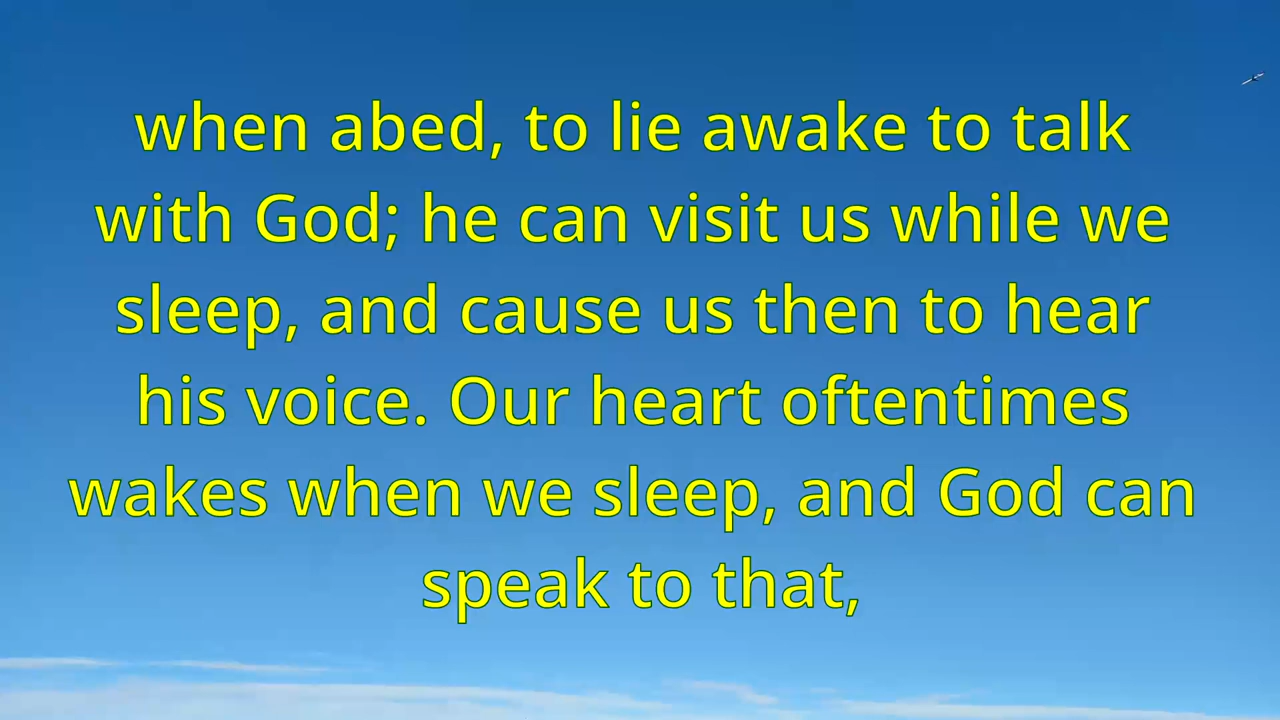 when abed, to lie awake to talk
with God; he can visit us while we
sleep, and cause us then to hear
his voice. Our heart oftentimes
wakes when we sleep, and God can
speak to that,